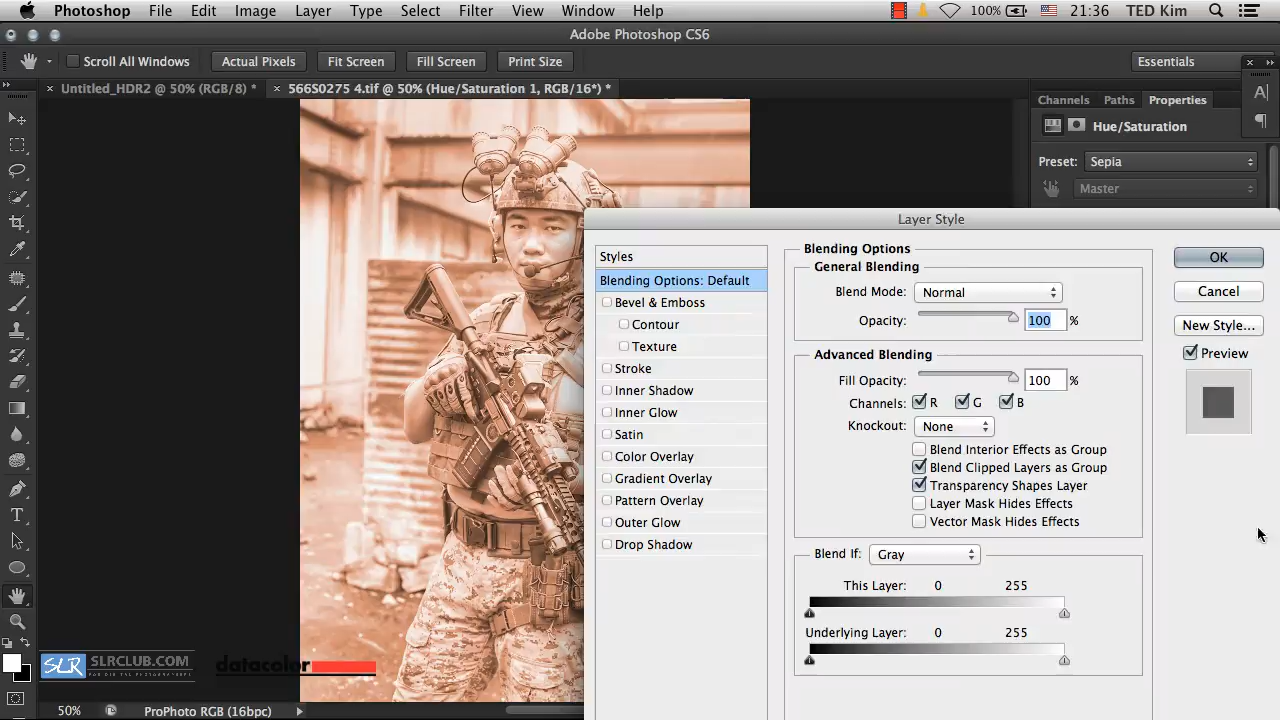 Photoshop File Edit Image Layer Type Select Filter View Window Help 100% 21:36 TED Kim
Adobe Photoshop CS6
Scroll All Windows Actual Pixels Fit Screen Fill Screen Print Size Essentials
Untitled_HDR2 @ 50% (RGB/8) * 566S0275 4.tif @ 50% (Hue/Saturation 1, RGB/16*) *
Channels Paths Properties
Hue/Saturation
Preset: Sepia
Master
Layer Style
Styles
Blending Options: Default
Bevel & Emboss
Contour
Texture
Stroke
Inner Shadow
Inner Glow
Satin
Color Overlay
Gradient Overlay
Pattern Overlay
Outer Glow
Drop Shadow
Blending Options
General Blending
Blend Mode: Normal
Opacity: 100 %
Advanced Blending
Fill Opacity: 100 %
Channels: R G B
Knockout: None
Blend Interior Effects as Group
Blend Clipped Layers as Group
Transparency Shapes Layer
Layer Mask Hides Effects
Vector Mask Hides Effects
Blend If: Gray
This Layer: 0 255
Underlying Layer: 0 255
OK
Cancel
New Style...
Preview
SLR SLRCLUB.COM
datacolor
50% ProPhoto RGB (16bpc)